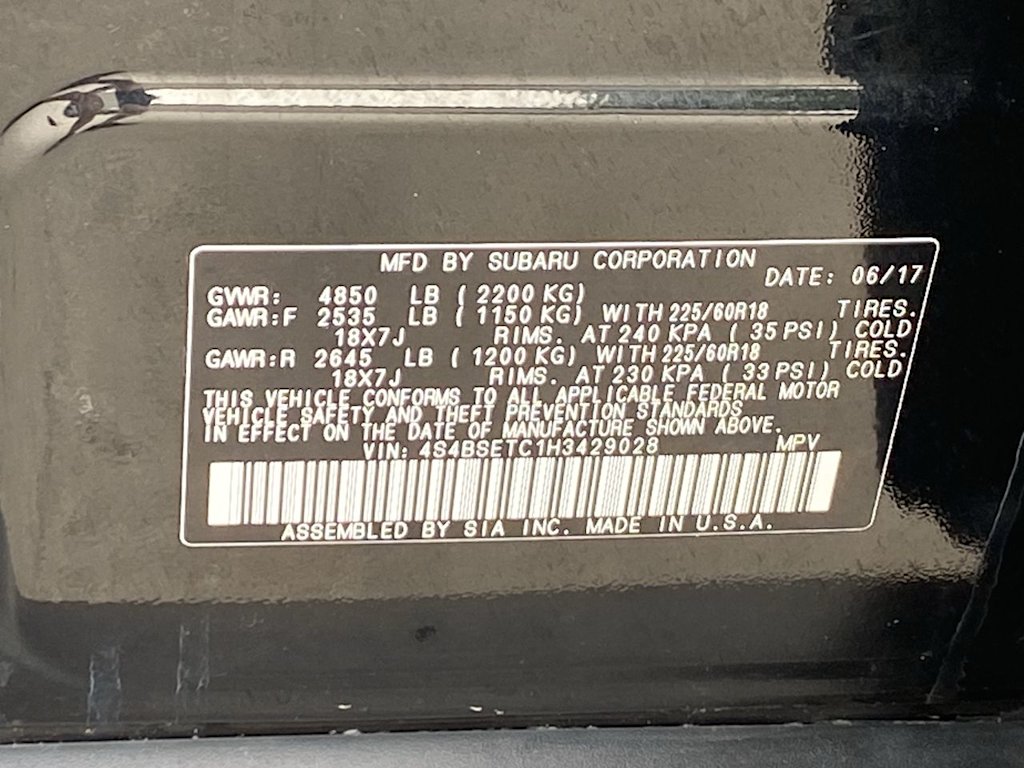 MFD BY SUBARU CORPORATION
DATE: 06/17
GVWR: 4850 LB (2200 KG)
GAWR:F 2535 LB (1150 KG) WITH 225/60R18 TIRES.
18X7J RIMS. AT 240 KPA (35 PSI) COLD
GAWR:R 2645 LB (1200 KG) WITH 225/60R18 TIRES.
18X7J RIMS. AT 230 KPA (33 PSI) COLD
THIS VEHICLE CONFORMS TO ALL APPLICABLE FEDERAL MOTOR
VEHICLE SAFETY AND THEFT PREVENTION STANDARDS
IN EFFECT ON THE DATE OF MANUFACTURE SHOWN ABOVE.
VIN: 4S4BSETC1H3429028 MPV
ASSEMBLED BY SIA INC. MADE IN U.S.A.